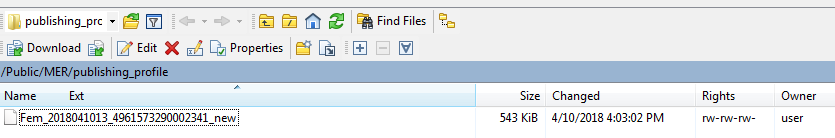 publishing_prc Find Files
Download Edit Properties
/Public/MER/publishing_profile
Name Ext Size Changed Rights Owner
Fem_2018041013_4961573290002341_new 543 KiB 4/10/2018 4:03:02 PM rw-rw-rw- user